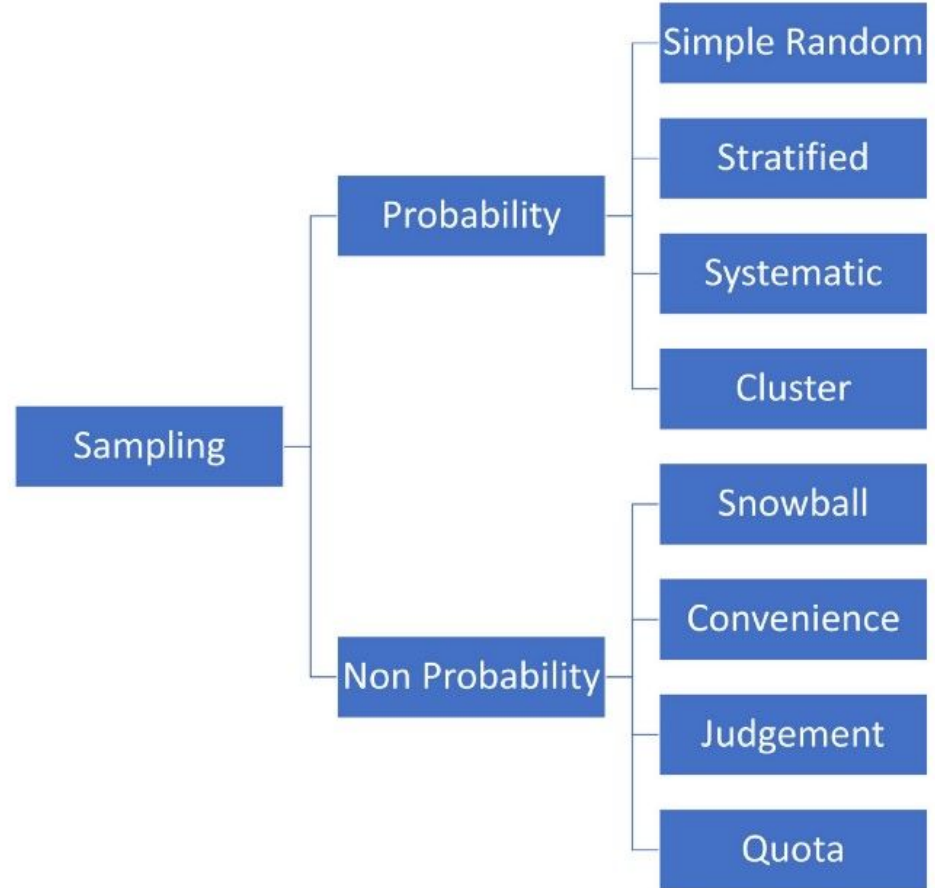 Sampling
Probability
Simple Random
Stratified
Systematic
Cluster
Non Probability
Snowball
Convenience
Judgement
Quota